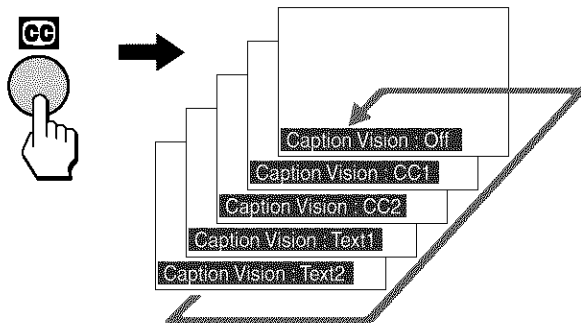 CC
Caption Vision : Off
Caption Vision : CC1
Caption Vision : CC2
Caption Vision : Text1
Caption Vision : Text2